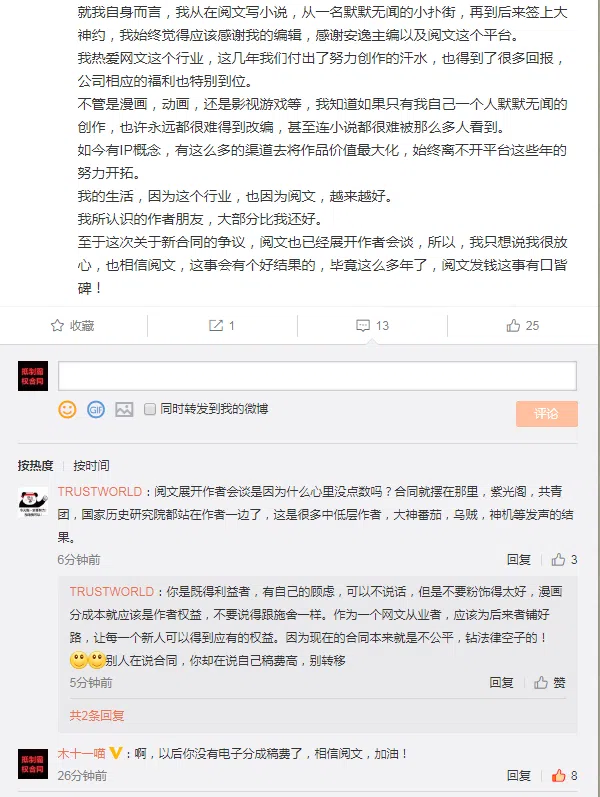 就我自身而言，我从在阅文写小说，从一名默默无闻的小扑街，再到后来签上大
神约，我始终觉得应该感谢我的编辑，感谢安逸主编以及阅文这个平台。
我热爱网文这个行业，这几年我们付出了努力创作的汗水，也得到了很多回报，
公司相应的福利也特别到位。
不管是漫画，动画，还是影视游戏等，我知道如果只有我自己一个人默默无闻的
创作，也许永远都很难得到改编，甚至连小说都很难被那么多人看到。
如今有IP概念，有这么多的渠道去将作品价值最大化，始终离不开平台这些年的
努力开拓。
我的生活，因为这个行业，也因为阅文，越来越好。
我所认识的作者朋友，大部分比我还好。
至于这次关于新合同的争议，阅文也已经展开作者会谈，所以，我只想说我很放
心，也相信阅文，这事会有个好结果的，毕竟这么多年了，阅文发钱这事有口皆
碑！
收藏 1 13 25
抵制霸
权合同
GIF 同时转发到我的微博 评论
按热度 按时间
TRUSTWORLD：阅文展开作者会谈是因为什么心里没点数吗？合同就摆在那里，紫光阁，共青
团，国家历史研究院都站在作者一边了，这是很多中低层作者，大神番茄，乌贼，神机等发声的结
果。
6分钟前 回复 3
TRUSTWORLD：你是既得利益者，有自己的顾虑，可以不说话，但是不要粉饰得太好，漫画
分成本就应该是作者权益，不要说得跟施舍一样。作为一个网文从业者，应该为后来者铺好
路，让每一个新人可以得到应有的权益。因为现在的合同本来就是不公平，钻法律空子的！
别人在说合同，你却在说自己稿费高，别转移
5分钟前 回复 赞
共2条回复
抵制霸
权合同
木十一喵：啊，以后你没有电子分成稿费了，相信阅文，加油！
26分钟前 回复 8